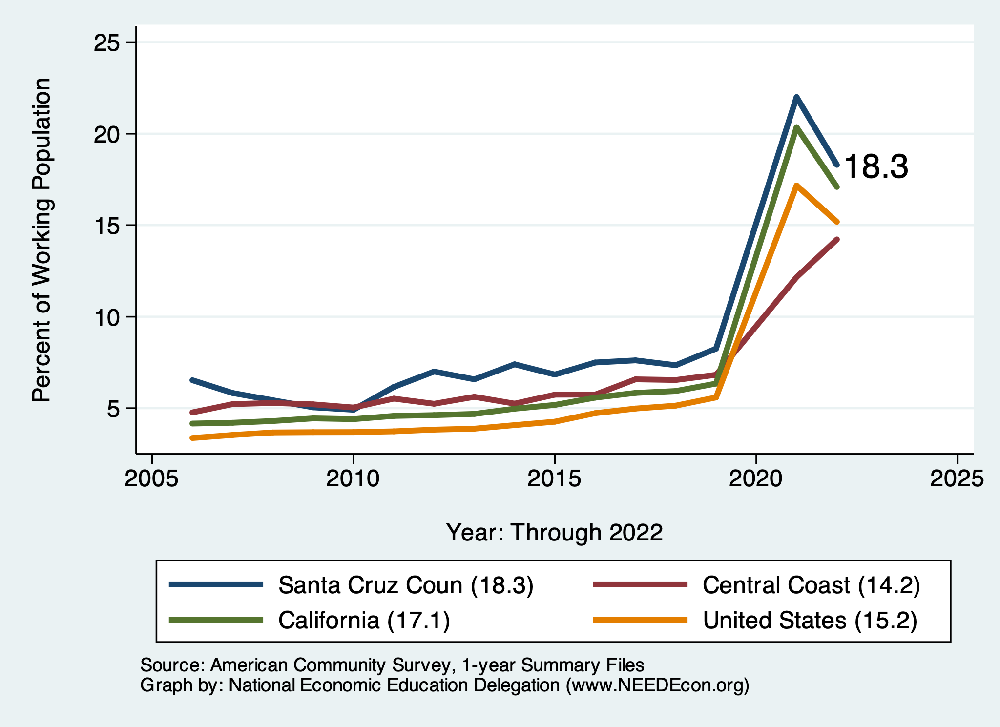 Percent of Working Population
25
20
15
10
5
18.3
2005 2010 2015 2020 2025
Year: Through 2022
Santa Cruz Coun (18.3) Central Coast (14.2)
California (17.1) United States (15.2)
Source: American Community Survey, 1-year Summary Files
Graph by: National Economic Education Delegation (www.NEEDEcon.org)